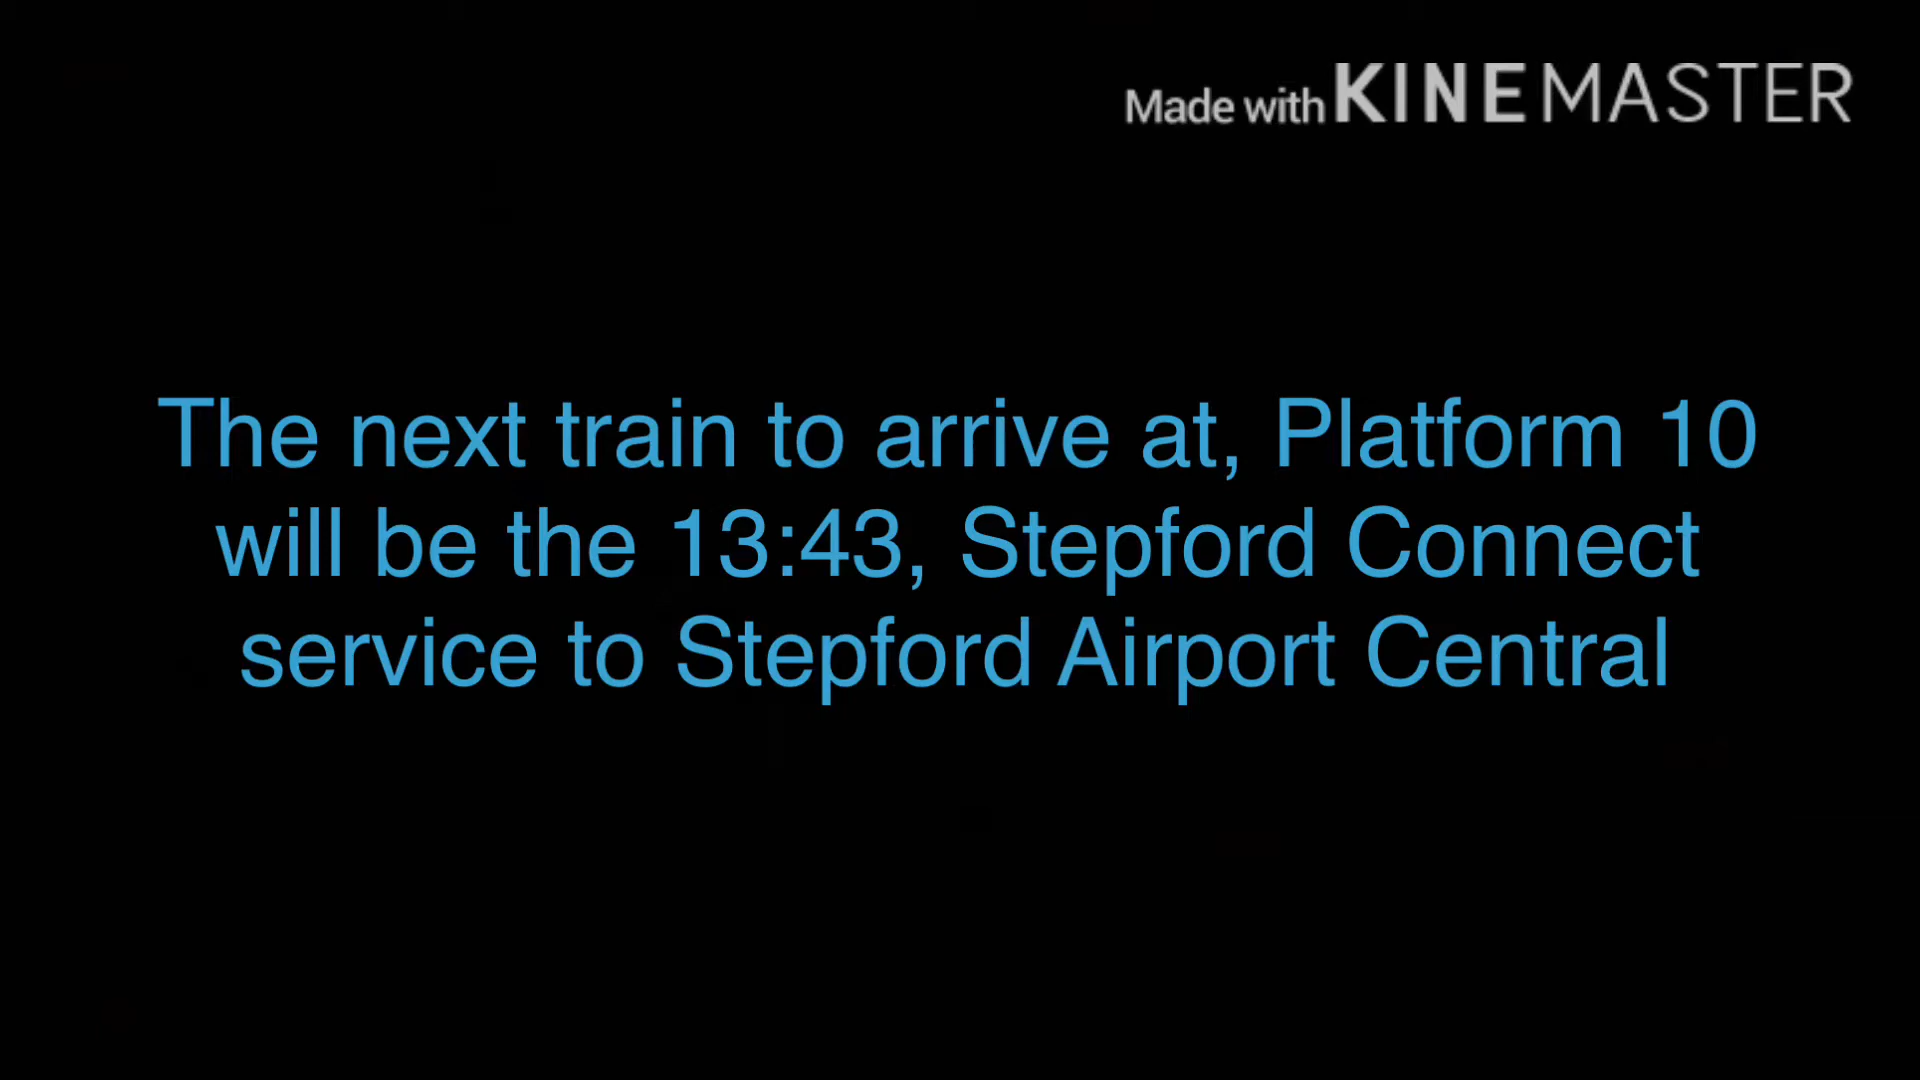 Made with KINEMASTER
The next train to arrive at, Platform 10
will be the 13:43, Stepford Connect
service to Stepford Airport Central